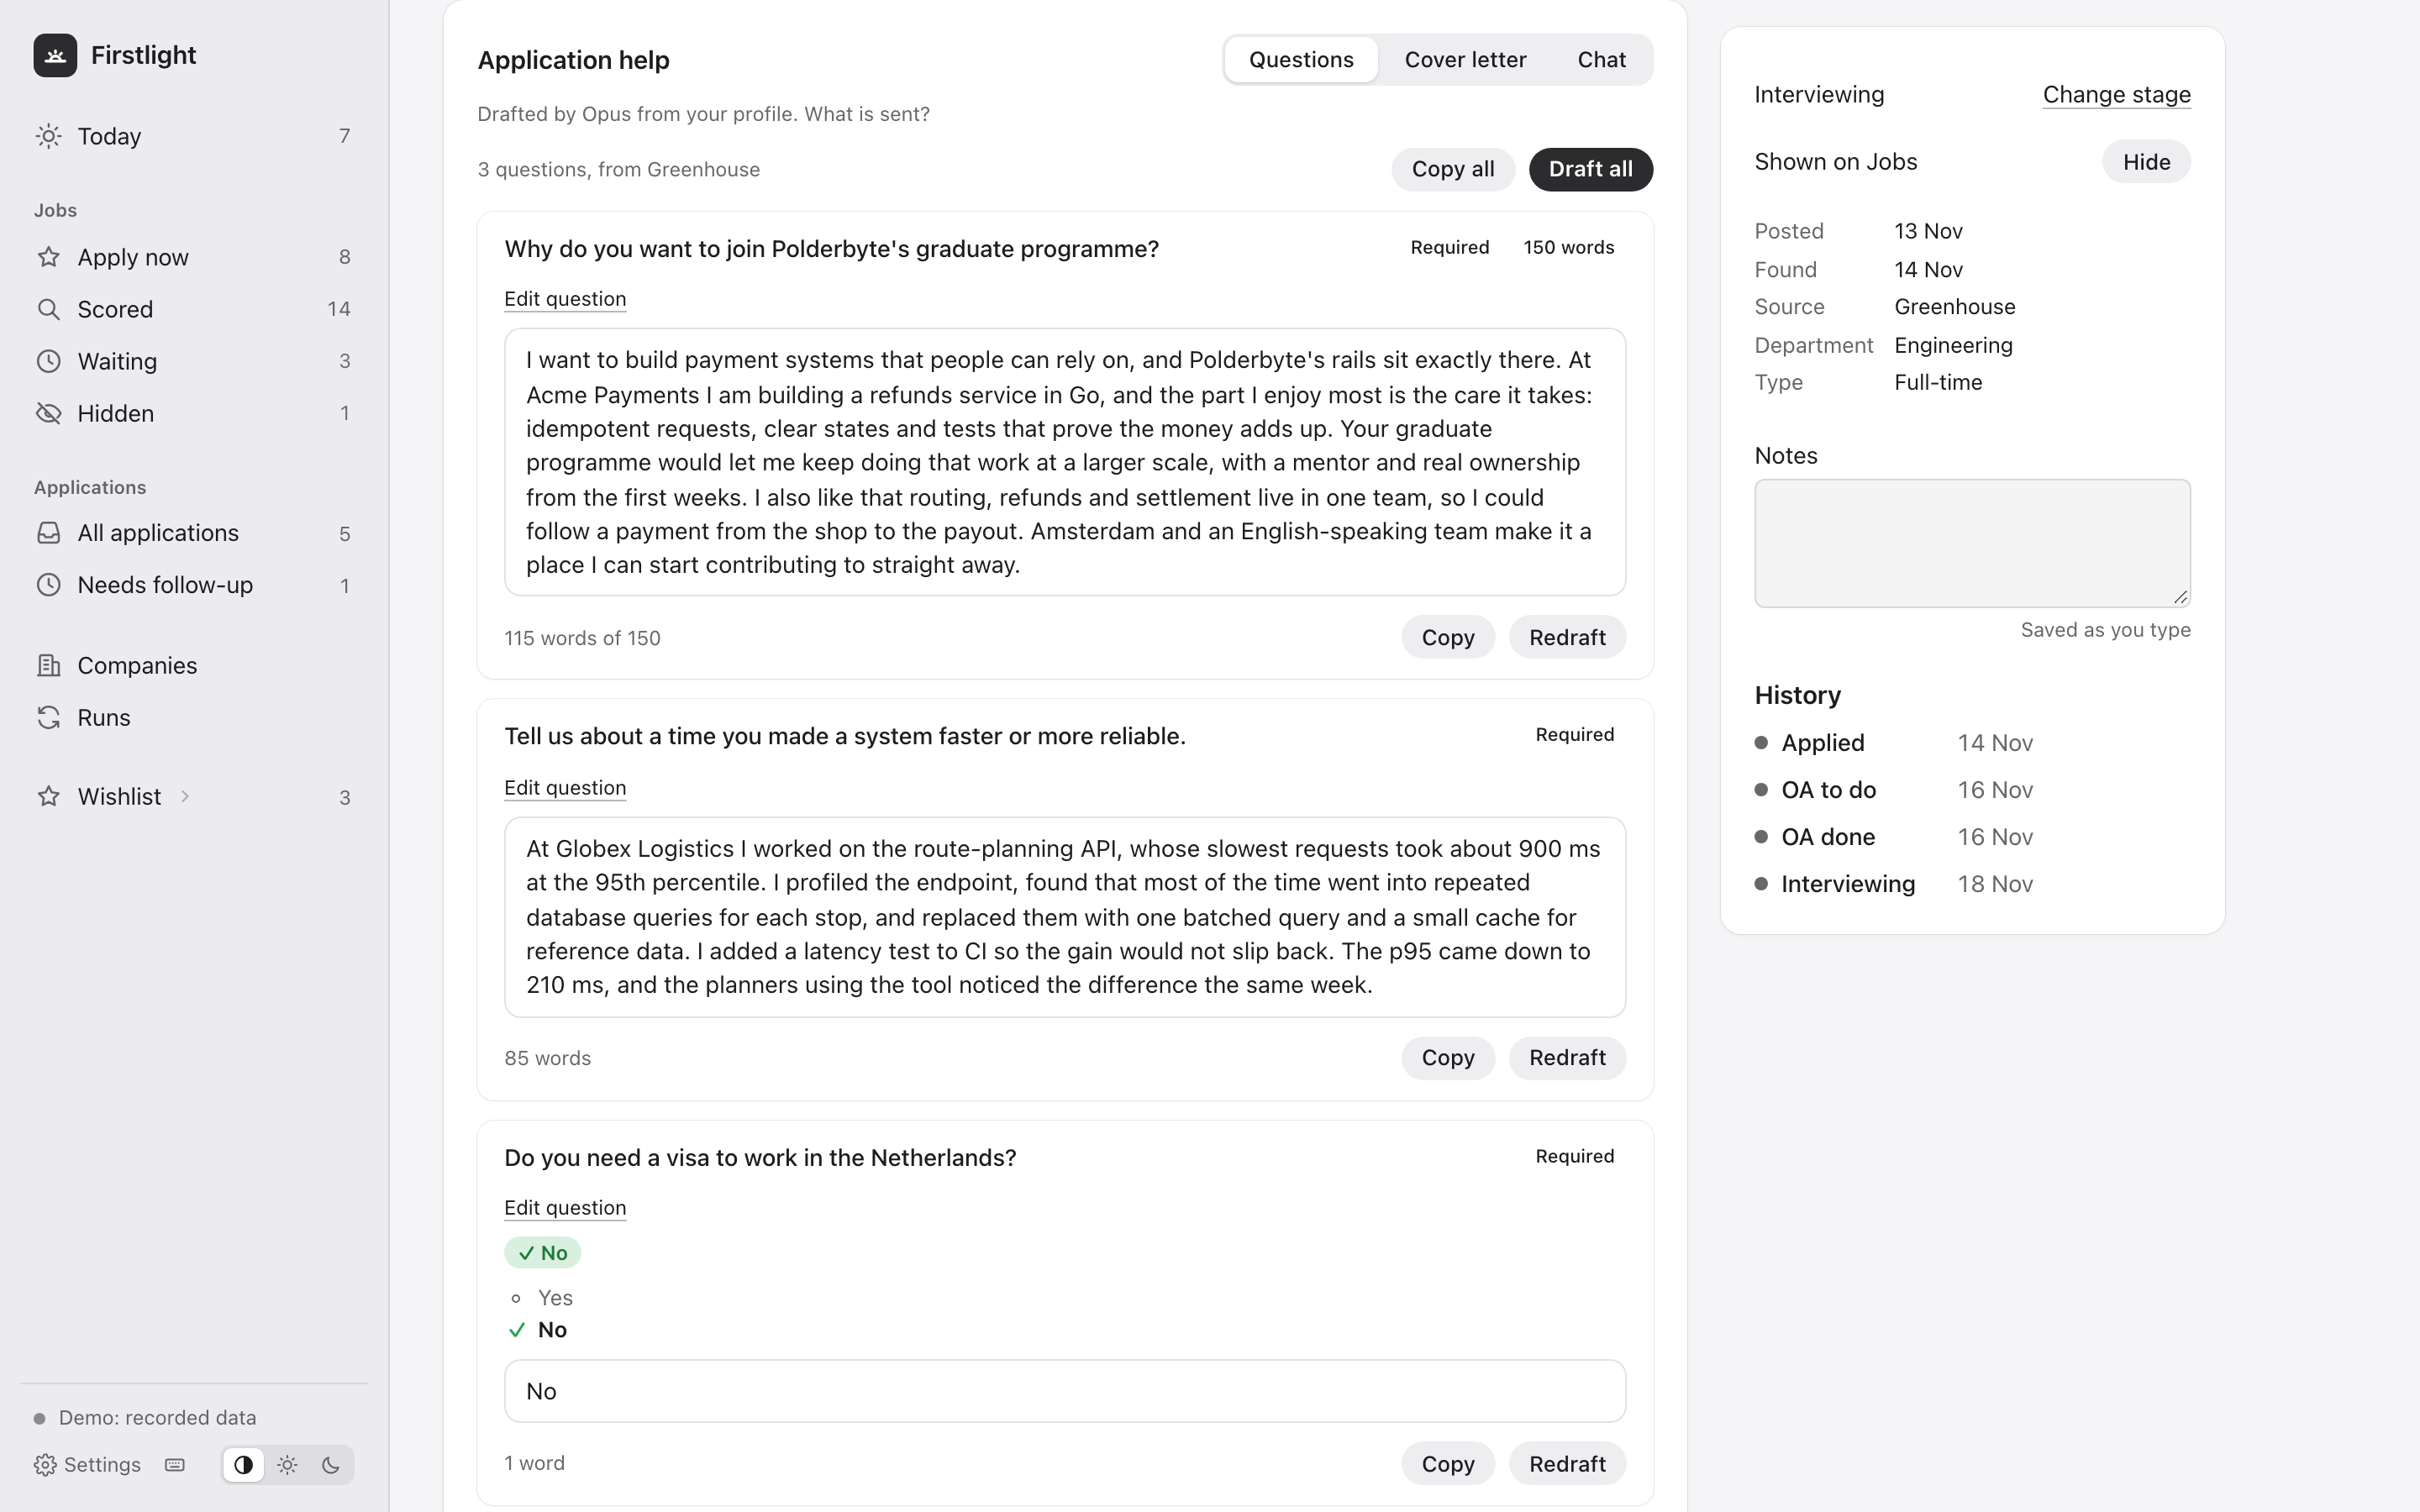 Firstlight
Today 7
Jobs
Apply now 8
Scored 14
Waiting 3
Hidden 1
Applications
All applications 5
Needs follow-up 1
Companies
Runs
Wishlist 3
Demo: recorded data
Settings
Application help
Questions Cover letter Chat
Drafted by Opus from your profile. What is sent?
3 questions, from Greenhouse
Copy all Draft all
Why do you want to join Polderbyte's graduate programme? Required 150 words
Edit question
I want to build payment systems that people can rely on, and Polderbyte's rails sit exactly there. At
Acme Payments I am building a refunds service in Go, and the part I enjoy most is the care it takes:
idempotent requests, clear states and tests that prove the money adds up. Your graduate
programme would let me keep doing that work at a larger scale, with a mentor and real ownership
from the first weeks. I also like that routing, refunds and settlement live in one team, so I could
follow a payment from the shop to the payout. Amsterdam and an English-speaking team make it a
place I can start contributing to straight away.
115 words of 150 Copy Redraft
Tell us about a time you made a system faster or more reliable. Required
Edit question
At Globex Logistics I worked on the route-planning API, whose slowest requests took about 900 ms
at the 95th percentile. I profiled the endpoint, found that most of the time went into repeated
database queries for each stop, and replaced them with one batched query and a small cache for
reference data. I added a latency test to CI so the gain would not slip back. The p95 came down to
210 ms, and the planners using the tool noticed the difference the same week.
85 words Copy Redraft
Do you need a visa to work in the Netherlands? Required
Edit question
No
Yes
No
No
1 word Copy Redraft
Interviewing Change stage
Shown on Jobs Hide
Posted 13 Nov
Found 14 Nov
Source Greenhouse
Department Engineering
Type Full-time
Notes
Saved as you type
History
Applied 14 Nov
OA to do 16 Nov
OA done 16 Nov
Interviewing 18 Nov